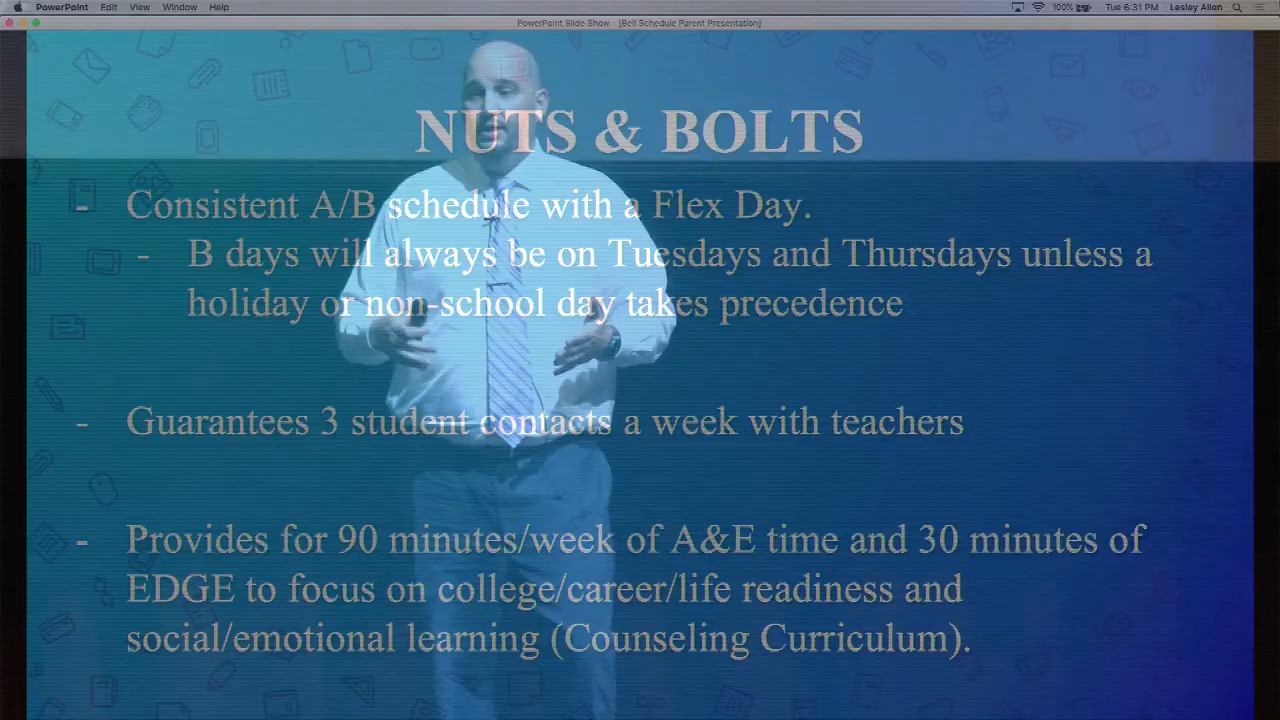 PowerPoint Edit View Window Help 100% Tue 6:31 PM Lesley Allen
PowerPoint Slide Show - [Bell Schedule Parent Presentation]
NUTS & BOLTS
- Consistent A/B schedule with a Flex Day.
- B days will always be on Tuesdays and Thursdays unless a
holiday or non-school day takes precedence
- Guarantees 3 student contacts a week with teachers
- Provides for 90 minutes/week of A&E time and 30 minutes of
EDGE to focus on college/career/life readiness and
social/emotional learning (Counseling Curriculum).